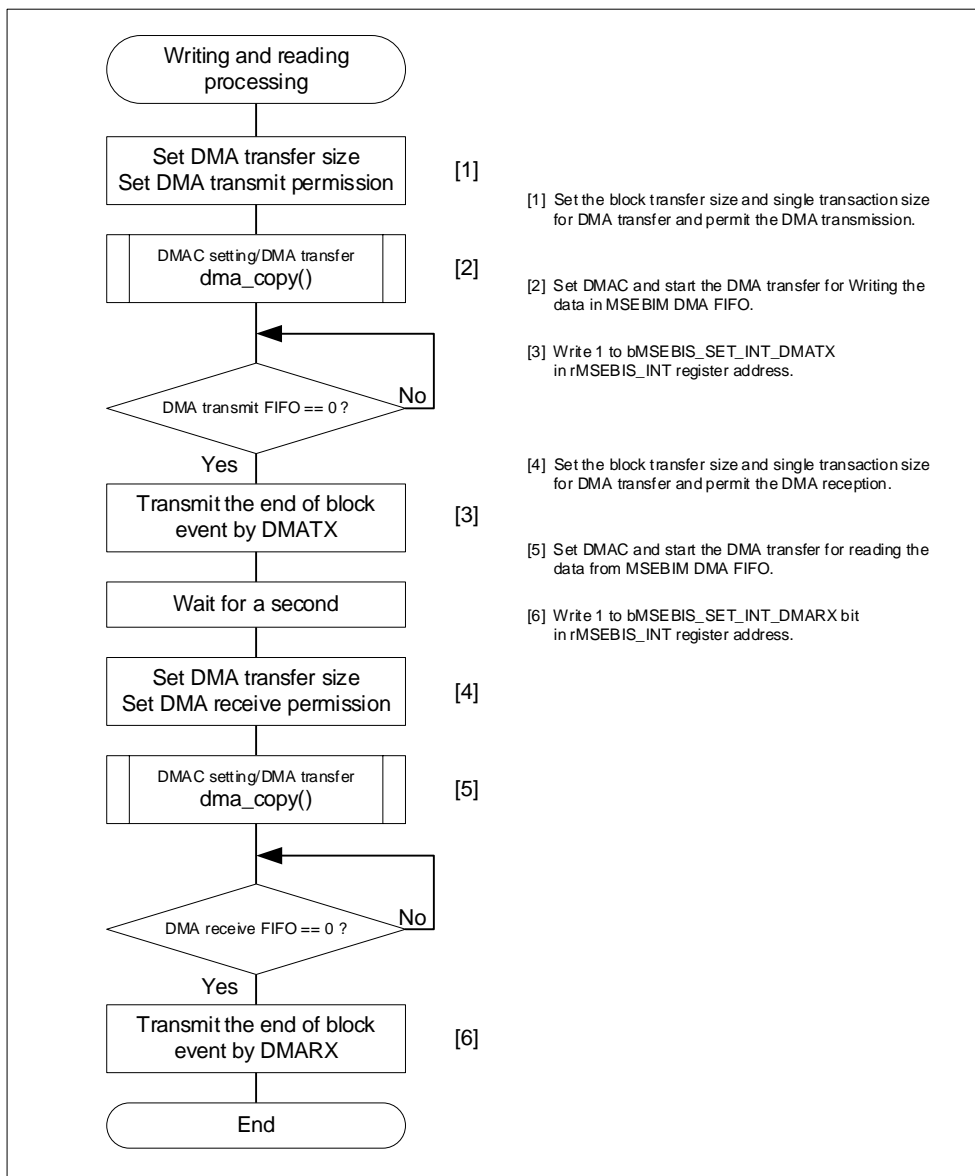 Writing and reading
processing
Set DMA transfer size
Set DMA transmit permission
[1]
DMAC setting/DMA transfer
dma_copy()
[2]
DMA transmit FIFO == 0 ?
No
Yes
Transmit the end of block
event by DMATX
[3]
Wait for a second
Set DMA transfer size
Set DMA receive permission
[4]
DMAC setting/DMA transfer
dma_copy()
[5]
DMA receive FIFO == 0 ?
No
Yes
Transmit the end of block
event by DMARX
[6]
End
[1] Set the block transfer size and single transaction size
for DMA transfer and permit the DMA transmission.
[2] Set DMAC and start the DMA transfer for Writing the
data in MSEBIM DMA FIFO.
[3] Write 1 to bMSEBIS_SET_INT_DMATX
in rMSEBIS_INT register address.
[4] Set the block transfer size and single transaction size
for DMA transfer and permit the DMA reception.
[5] Set DMAC and start the DMA transfer for reading the
data from MSEBIM DMA FIFO.
[6] Write 1 to bMSEBIS_SET_INT_DMARX bit
in rMSEBIS_INT register address.